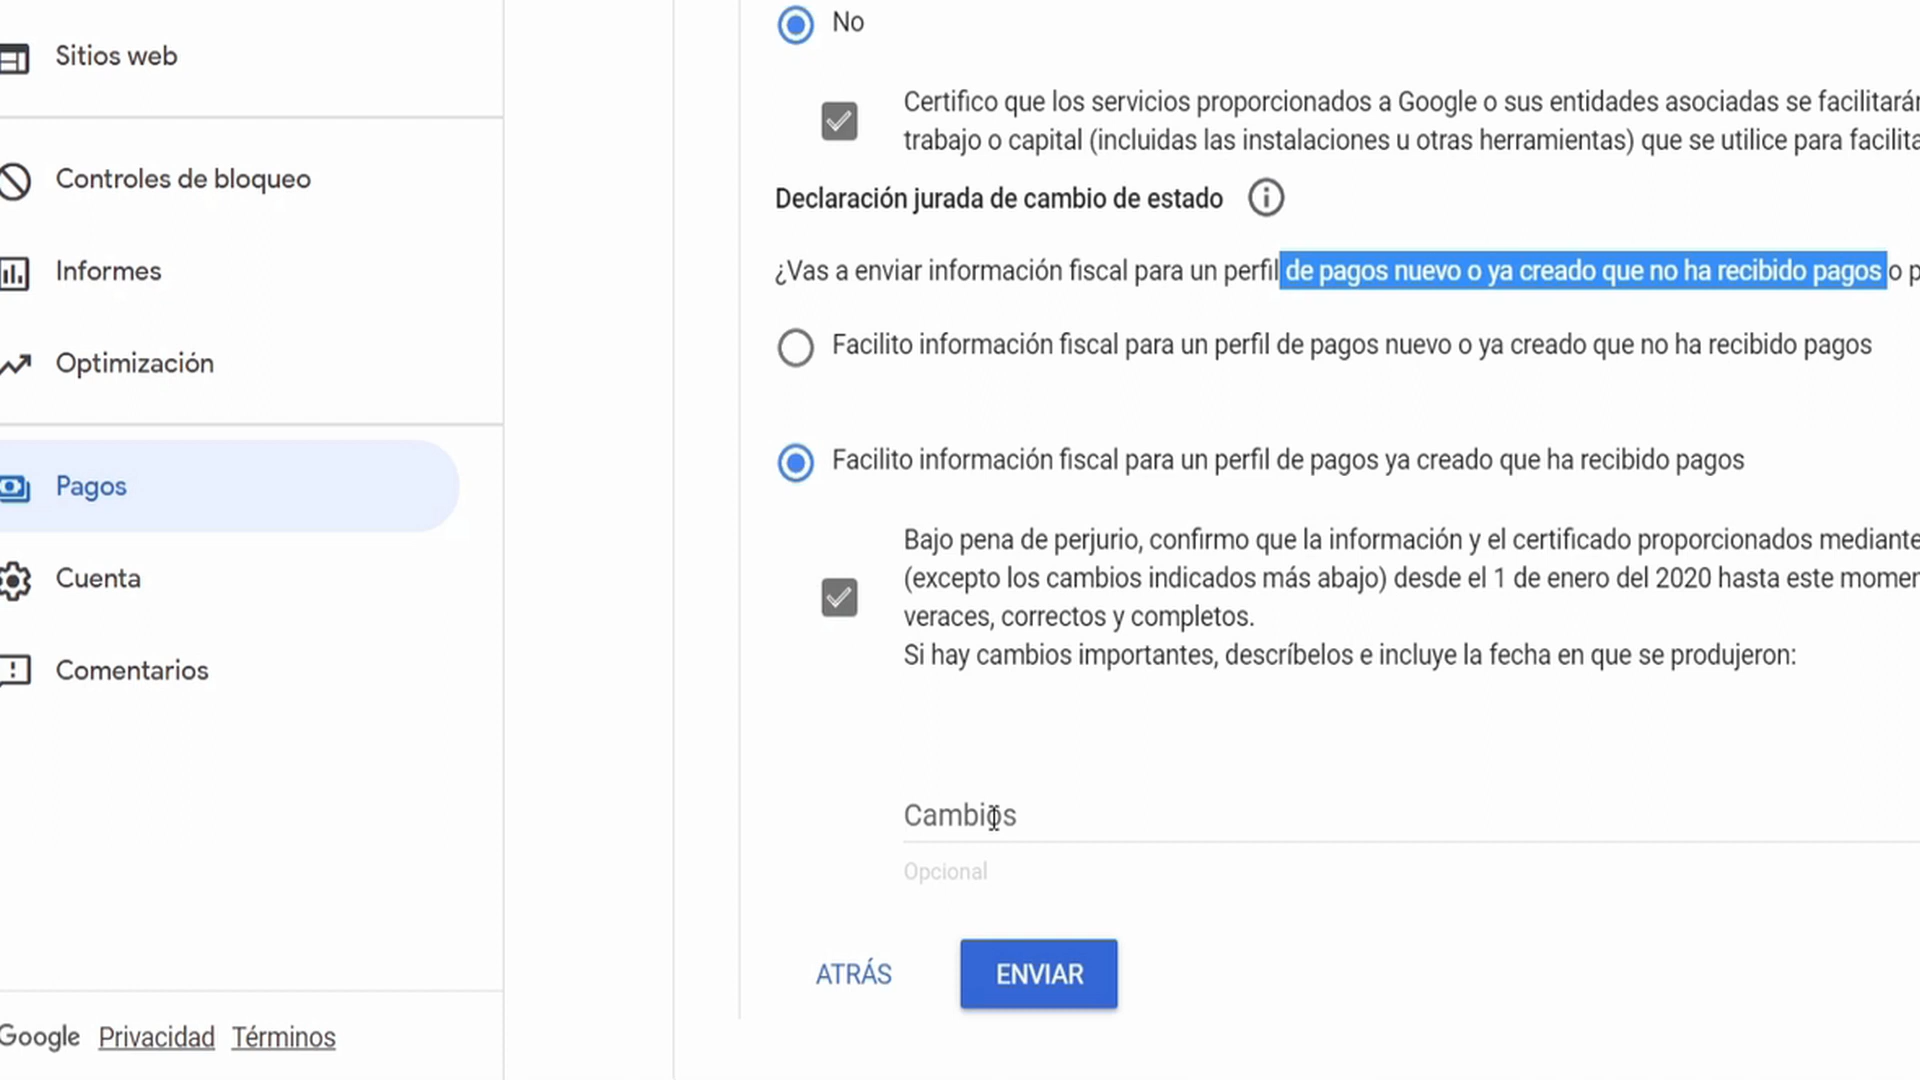 Sitios web
Controles de bloqueo
Informes
Optimización
Pagos
Cuenta
Comentarios
Google Privacidad Términos
No
Certifico que los servicios proporcionados a Google o sus entidades asociadas se facilitarán
trabajo o capital (incluidas las instalaciones u otras herramientas) que se utilice para facilita
Declaración jurada de cambio de estado
¿Vas a enviar información fiscal para un perfil de pagos nuevo o ya creado que no ha recibido pagos o p
Facilito información fiscal para un perfil de pagos nuevo o ya creado que no ha recibido pagos
Facilito información fiscal para un perfil de pagos ya creado que ha recibido pagos
Bajo pena de perjurio, confirmo que la información y el certificado proporcionados mediante
(excepto los cambios indicados más abajo) desde el 1 de enero del 2020 hasta este momen
veraces, correctos y completos.
Si hay cambios importantes, descríbelos e incluye la fecha en que se produjeron:
Cambios
Opcional
ATRÁS
ENVIAR